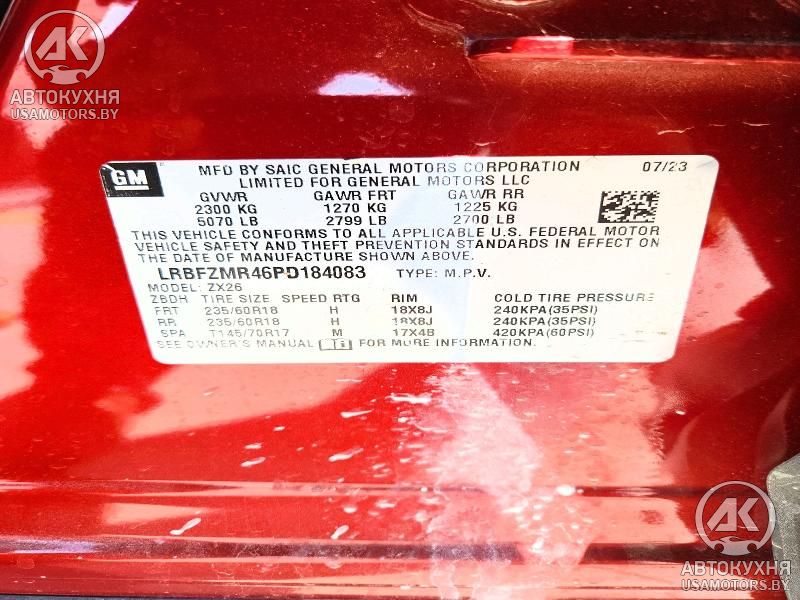 АК
АВТОКУХНЯ
USAMOTORS.BY
GM
MFD BY SAIC GENERAL MOTORS CORPORATION 07/23
LIMITED FOR GENERAL MOTORS LLC
GVWR GAWR FRT GAWR RR
2300 KG 1270 KG 1225 KG
5070 LB 2799 LB 2700 LB
THIS VEHICLE CONFORMS TO ALL APPLICABLE U.S. FEDERAL MOTOR
VEHICLE SAFETY AND THEFT PREVENTION STANDARDS IN EFFECT ON
THE DATE OF MANUFACTURE SHOWN ABOVE.
LRBFZMR46PD184083 TYPE: M.P.V.
MODEL: ZX26
ZBDH TIRE SIZE SPEED RTG RIM COLD TIRE PRESSURE
FRT 235/60R18 H 18X8J 240KPA(35PSI)
RR 235/60R18 H 18X8J 240KPA(35PSI)
SPA T145/70R17 M 17X4B 420KPA(60PSI)
SEE OWNER'S MANUAL FOR MORE INFORMATION.
АК
АВТОКУХНЯ
USAMOTORS.BY